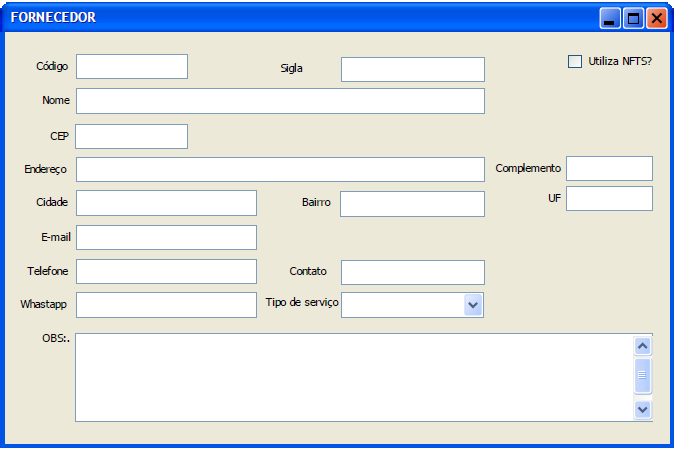 FORNECEDOR
Código Sigla Utiliza NFTS?
Nome
CEP
Endereço Complemento
Cidade Bairro UF
E-mail
Telefone Contato
Whastapp Tipo de serviço
OBS:.